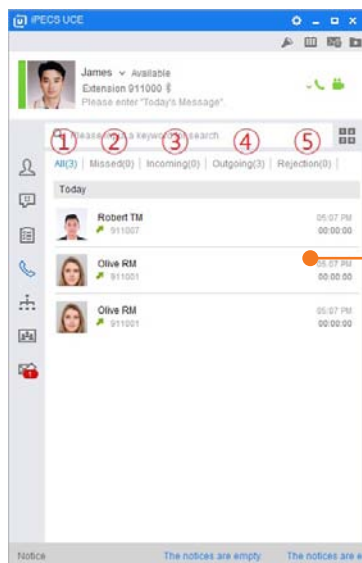 iPECS UCE
James Available
Extension 911000
Please enter "Today's Message".
Please input a keyword for search
① ② ③ ④ ⑤
All(3) | Missed(0) | Incoming(0) | Outgoing(3) | Rejection(0) |
Today
Robert TM 05:07 PM
911007 00:00:00
Olive RM 05:07 PM
911001 00:00:00
Olive RM 05:07 PM
911001 00:00:00
1
Notice The notices are empty The notices are e